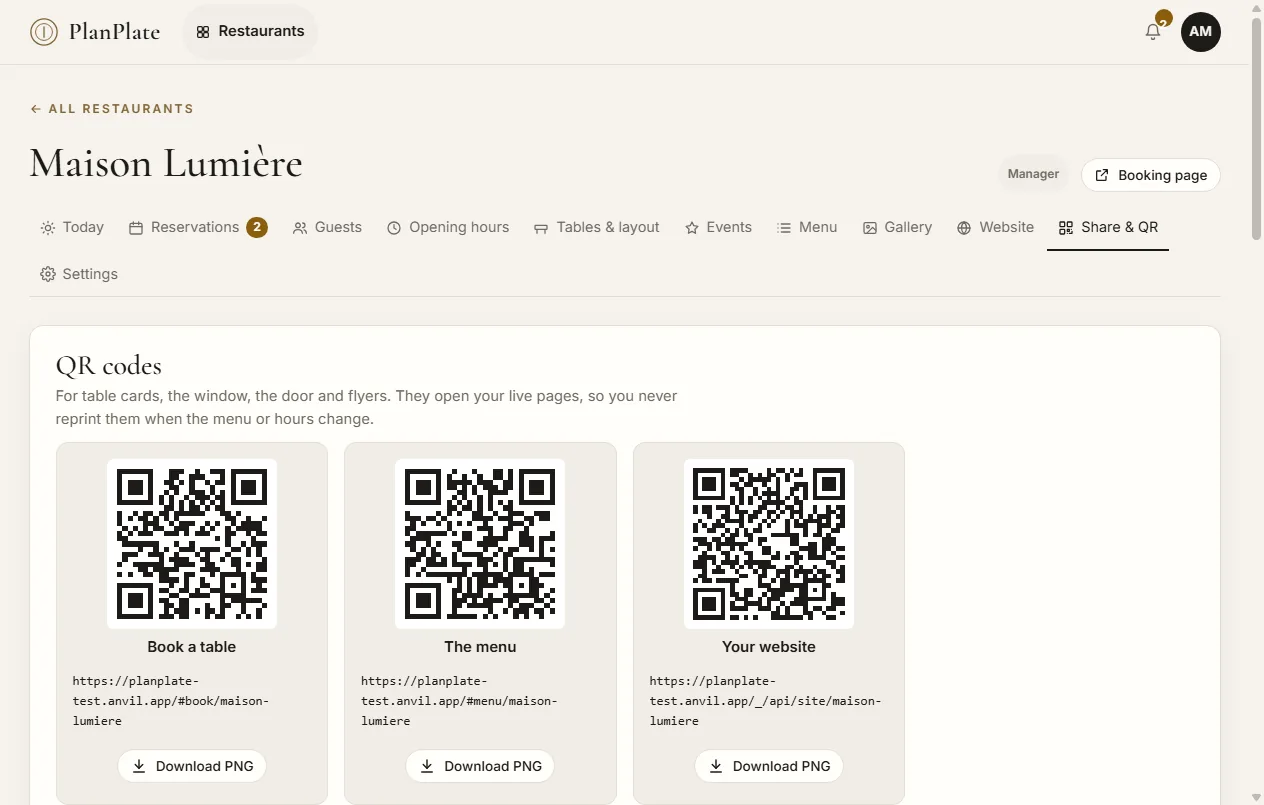 PlanPlate
Restaurants
2
AM
← ALL RESTAURANTS
Maison Lumière
Manager
Booking page
Today
Reservations 2
Guests
Opening hours
Tables & layout
Events
Menu
Gallery
Website
Share & QR
Settings
QR codes
For table cards, the window, the door and flyers. They open your live pages, so you never
reprint them when the menu or hours change.
Book a table
https://planplate-
test.anvil.app/#book/maison-
lumiere
Download PNG
The menu
https://planplate-
test.anvil.app/#menu/maison-
lumiere
Download PNG
Your website
https://planplate-
test.anvil.app/_/api/site/maison-
lumiere
Download PNG